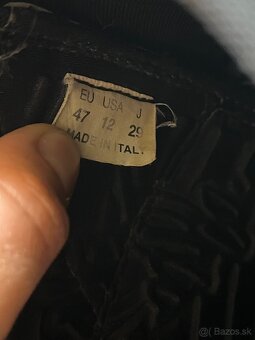 EU USA J
47 12 29
MADE IN ITALY
Bazos.sk